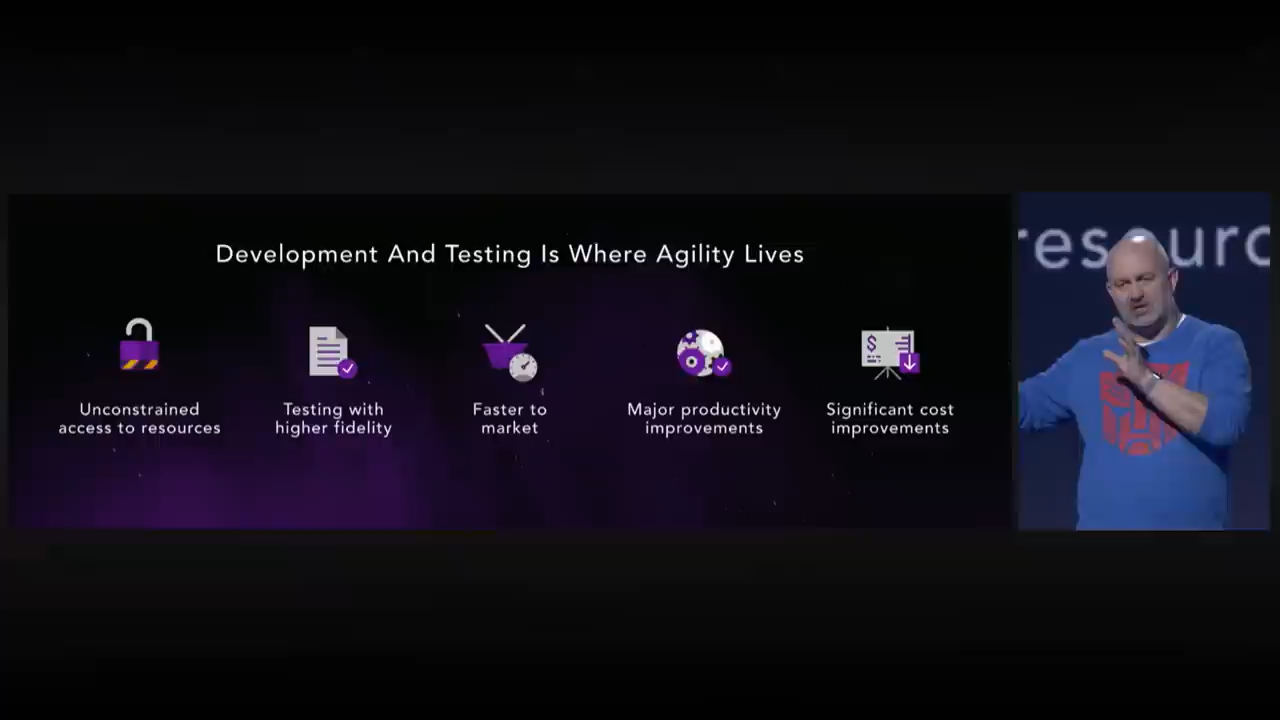 Development And Testing Is Where Agility Lives
Unconstrained
access to resources
Testing with
higher fidelity
Faster to
market
Major productivity
improvements
$
Significant cost
improvements
resourc